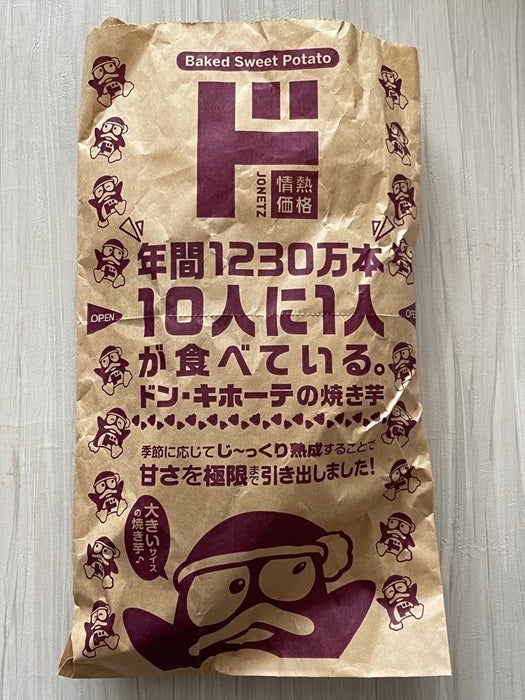 Baked Sweet Potato
ド
JONETZ
情熱
価格
年間1230万本
10人に1人
OPEN
が食べている。
ドン・キホーテの焼き芋
季節に応じてじ〜っくり熟成することで
甘さを極限まで引き出しました!
大きいサイズ
の焼き芋♪